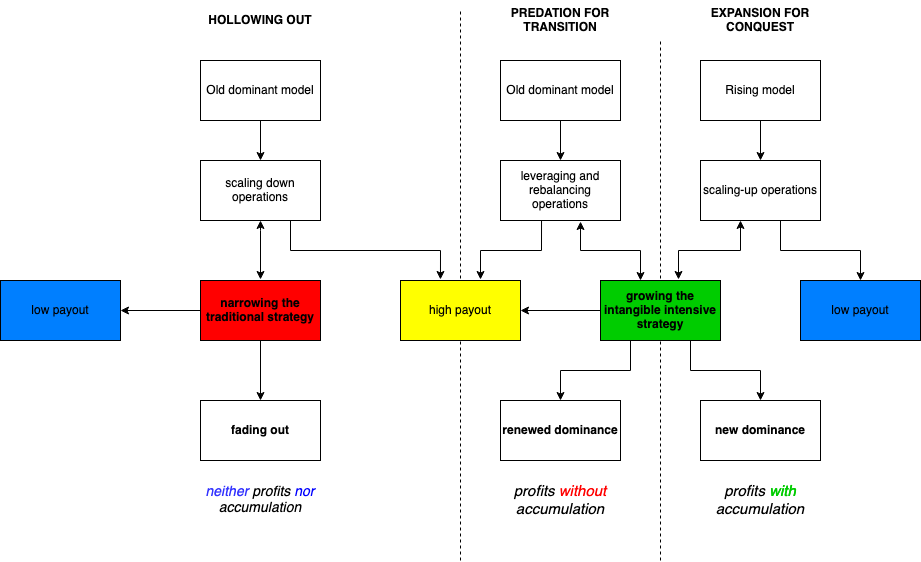 HOLLOWING OUT
PREDATION FOR
TRANSITION
EXPANSION FOR
CONQUEST
Old dominant model
Old dominant model
Rising model
scaling down
operations
leveraging and
rebalancing
operations
scaling-up operations
low payout
narrowing the
traditional strategy
high payout
growing the
intangible intensive
strategy
low payout
fading out
renewed dominance
new dominance
neither profits nor
accumulation
profits without
accumulation
profits with
accumulation